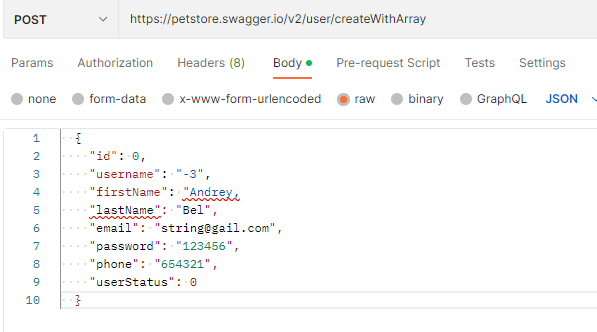 POST https://petstore.swagger.io/v2/user/createWithArray
Params Authorization Headers (8) Body Pre-request Script Tests Settings
none form-data x-www-form-urlencoded raw binary GraphQL JSON
1 {
2 "id": 0,
3 "username": "-3",
4 "firstName": "Andrey,
5 "lastName": "Bel",
6 "email": "string@gail.com",
7 "password": "123456",
8 "phone": "654321",
9 "userStatus": 0
10 }